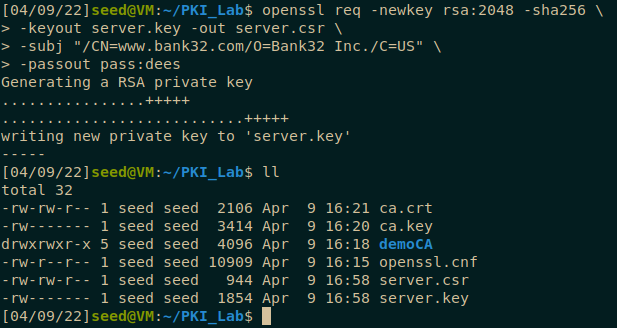 [04/09/22]seed@VM:~/PKI_Lab$ openssl req -newkey rsa:2048 -sha256 \
> -keyout server.key -out server.csr \
> -subj "/CN=www.bank32.com/O=Bank32 Inc./C=US" \
> -passout pass:dees
Generating a RSA private key
................+++++
..........................+++++
writing new private key to 'server.key'
-----
[04/09/22]seed@VM:~/PKI_Lab$ ll
total 32
-rw-rw-r-- 1 seed seed  2106 Apr  9 16:21 ca.crt
-rw------- 1 seed seed  3414 Apr  9 16:20 ca.key
drwxrwxr-x 5 seed seed  4096 Apr  9 16:18 demoCA
-rw-r--r-- 1 seed seed 10909 Apr  9 16:15 openssl.cnf
-rw-rw-r-- 1 seed seed   944 Apr  9 16:58 server.csr
-rw------- 1 seed seed  1854 Apr  9 16:58 server.key
[04/09/22]seed@VM:~/PKI_Lab$